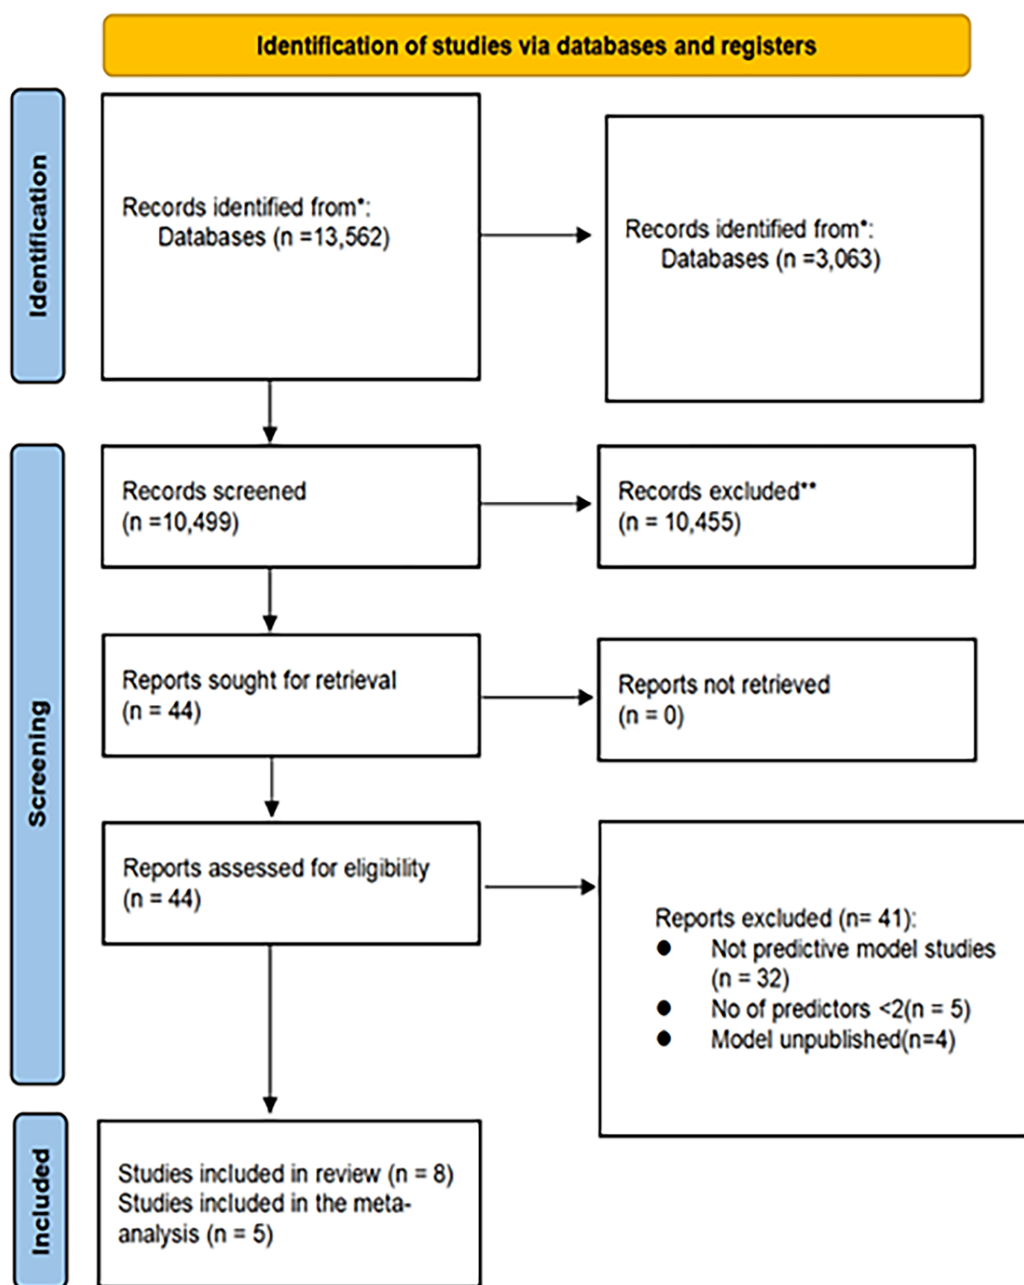 Identification of studies via databases and registers
Identification
Records identified from*:
Databases (n =13,562)
Records identified from*:
Databases (n =3,063)
Screening
Records screened
(n =10,499)
Records excluded**
(n = 10,455)
Reports sought for retrieval
(n = 44)
Reports not retrieved
(n = 0)
Reports assessed for eligibility
(n = 44)
Reports excluded (n= 41):
● Not predictive model studies
(n = 32)
● No of predictors <2(n = 5)
● Model unpublished(n=4)
Included
Studies included in review (n = 8)
Studies included in the meta-
analysis (n = 5)